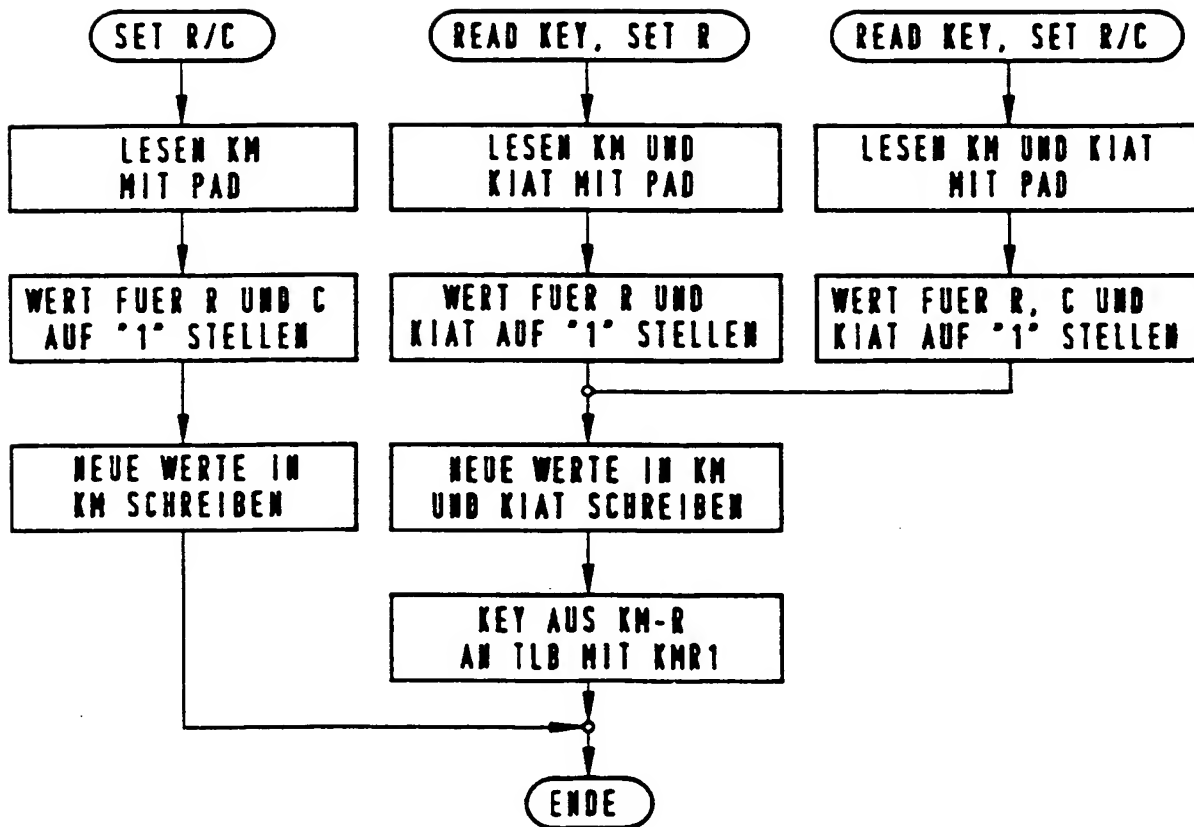 SET R/C
READ KEY, SET R
READ KEY, SET R/C
LESEN KM
MIT PAD
LESEN KM UND
KIAT MIT PAD
LESEN KM UND KIAT
MIT PAD
WERT FUER R UND C
AUF "1" STELLEN
WERT FUER R UND
KIAT AUF "1" STELLEN
WERT FUER R, C UND
KIAT AUF "1" STELLEN
NEUE WERTE IN
KM SCHREIBEN
NEUE WERTE IN KM
UND KIAT SCHREIBEN
KEY AUS KM-R
AN TLB MIT KMR1
ENDE